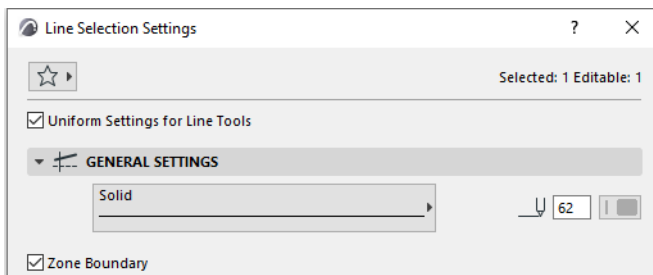 Line Selection Settings ?
Selected: 1 Editable: 1
Uniform Settings for Line Tools
GENERAL SETTINGS
Solid
62
Zone Boundary